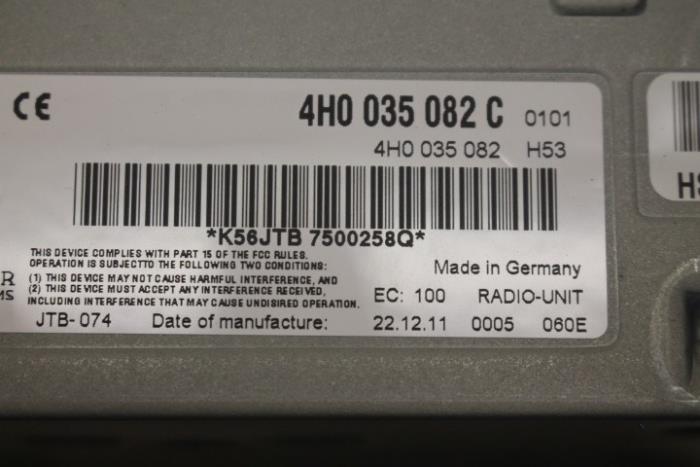 CE 4H0 035 082 C 0101
4H0 035 082 H53
*K56JTB 7500258Q*
THIS DEVICE COMPLIES WITH PART 15 OF THE FCC RULES.
OPERATION IS SUBJECTTO THE FOLLOWING TWO CONDITIONS:
(1) THIS DEVICE MAY NOT CAUSE HARMFUL INTERFERENCE, AND
(2) THIS DEVICE MUST ACCEPT ANY INTERFERENCE RECEIVED,
INCLUDING INTERFERENCE THAT MAY CAUSE UNDISIRED OPERATION.
Made in Germany
EC: 100 RADIO-UNIT
JTB-074 Date of manufacture: 22.12.11 0005 060E